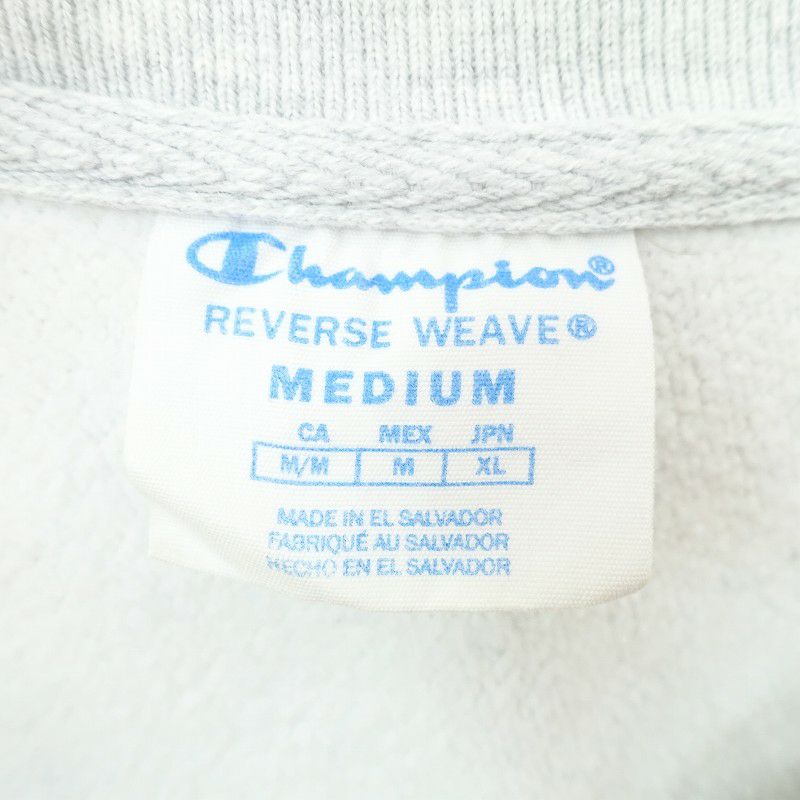 Champion®
REVERSE WEAVE®
MEDIUM
CA MEX JPN
M/M M XL
MADE IN EL SALVADOR
FABRIQUÉ AU SALVADOR
HECHO EN EL SALVADOR